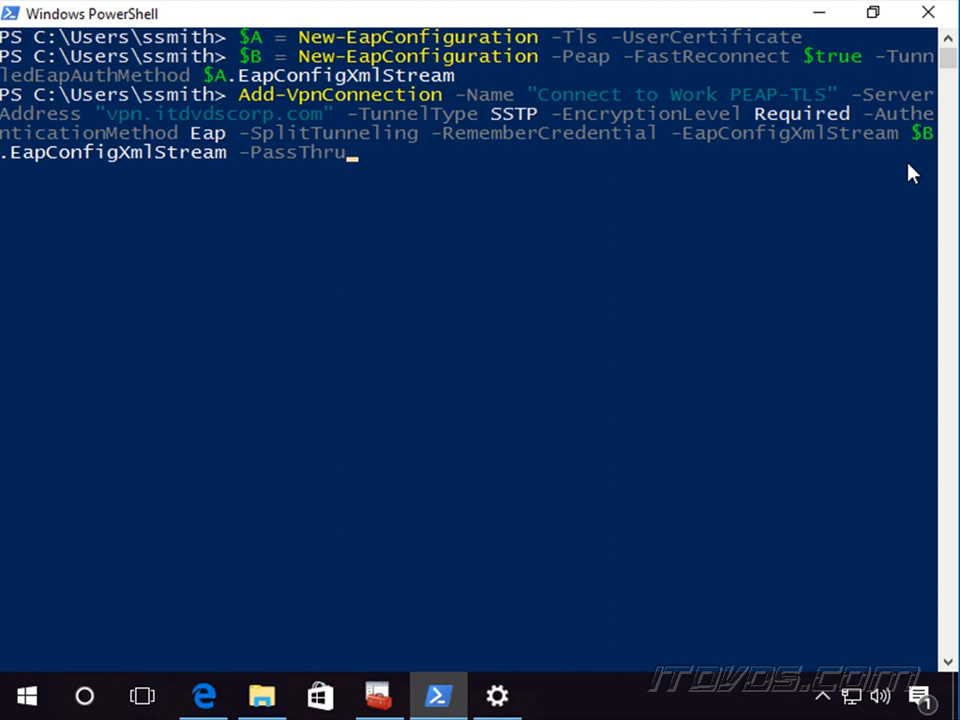 Windows PowerShell
PS C:\Users\ssmith> $A = New-EapConfiguration -Tls -UserCertificate
PS C:\Users\ssmith> $B = New-EapConfiguration -Peap -FastReconnect $true -Tunn
ledEapAuthMethod $A.EapConfigXmlStream
PS C:\Users\ssmith> Add-VpnConnection -Name "Connect to Work PEAP-TLS" -Server
Address "vpn.itdvdscorp.com" -TunnelType SSTP -EncryptionLevel Required -Authe
nticationMethod Eap -SplitTunneling -RememberCredential -EapConfigXmlStream $B
.EapConfigXmlStream -PassThru
ITDVDS.COM
1